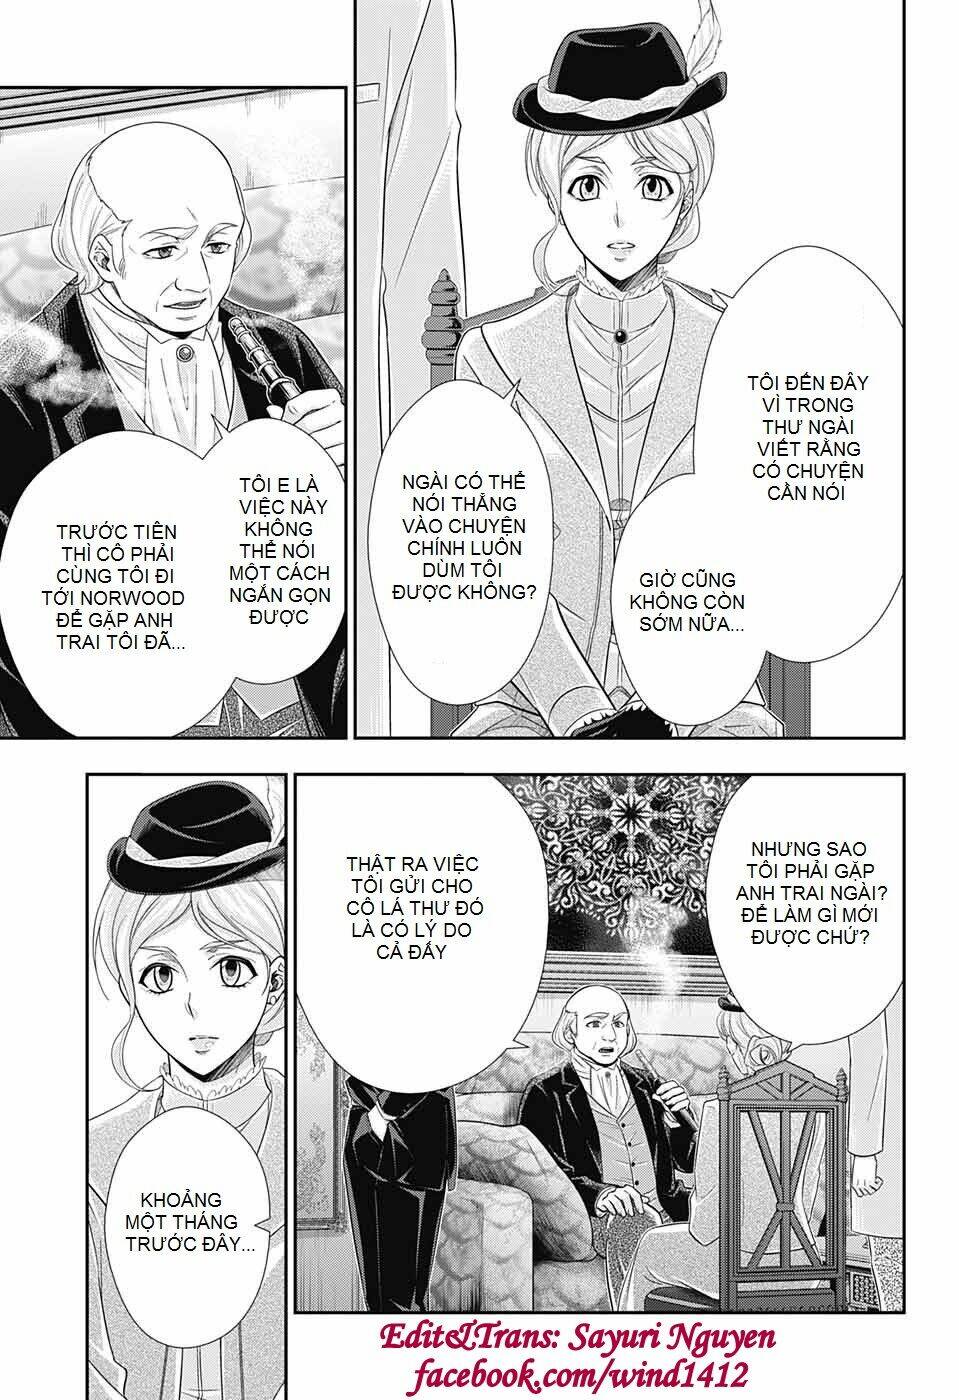 TÔI ĐẾN ĐÂY
VÌ TRONG
THƯ NGÀI
VIẾT RẰNG
CÓ CHUYỆN
CẦN NÓI
GIỜ CŨNG
KHÔNG CÒN
SỚM NỮA...
NGÀI CÓ THỂ
NÓI THẲNG
VÀO CHUYỆN
CHÍNH LUÔN
DÙM TÔI
ĐƯỢC KHÔNG?
TÔI E LÀ
VIỆC NÀY
KHÔNG
THỂ NÓI
MỘT CÁCH
NGẮN GỌN
ĐƯỢC
TRƯỚC TIÊN
THÌ CÔ PHẢI
CÙNG TÔI ĐI
TỚI NORWOOD
ĐỂ GẶP ANH
TRAI TÔI ĐÃ...
NHƯNG SAO
TÔI PHẢI GẶP
ANH TRAI NGÀI?
ĐỂ LÀM GÌ MỚI
ĐƯỢC CHỨ?
THẬT RA VIỆC
TÔI GỬI CHO
CÔ LÁ THƯ ĐÓ
LÀ CÓ LÝ DO
CẢ ĐẤY
KHOẢNG
MỘT THÁNG
TRƯỚC ĐÂY...
Edit&Trans: Sayuri Nguyen
facebook.com/wind1412